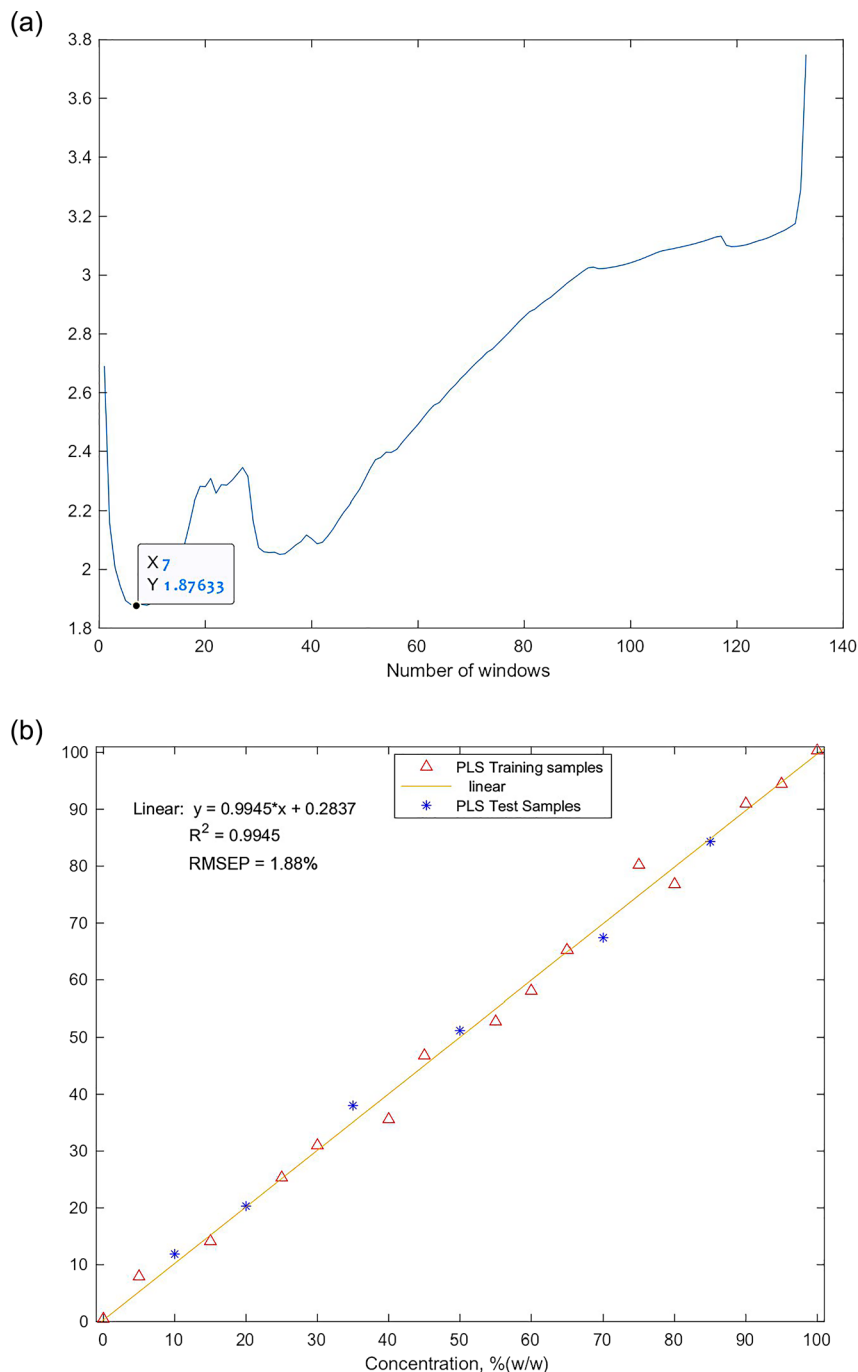 (a)
3.8
3.6
3.4
3.2
3
2.8
2.6
2.4
2.2
2
1.8
X 7
Y 1.87633
0 20 40 60 80 100 120 140
Number of windows
(b)
100
90
80
70
60
50
40
30
20
10
0
PLS Training samples
linear
PLS Test Samples
Linear: y = 0.9945*x + 0.2837
R² = 0.9945
RMSEP = 1.88%
0 10 20 30 40 50 60 70 80 90 100
Concentration, %(w/w)